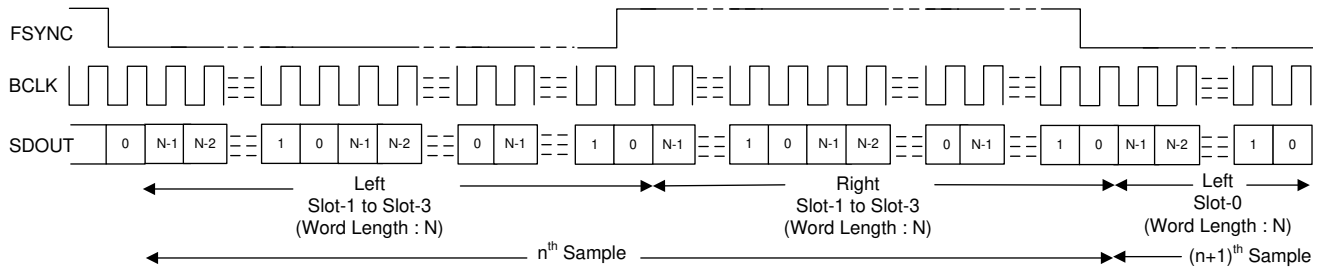 FSYNC
BCLK
SDOUT 0 N-1 N-2 1 0 N-1 N-2 0 N-1 1 0 N-1 1 0 N-1 N-2 0 N-1 1 0 N-1 N-2 1 0
Left Right Left
Slot-1 to Slot-3 Slot-1 to Slot-3 Slot-0
(Word Length : N) (Word Length : N) (Word Length : N)
nth Sample (n+1)th Sample